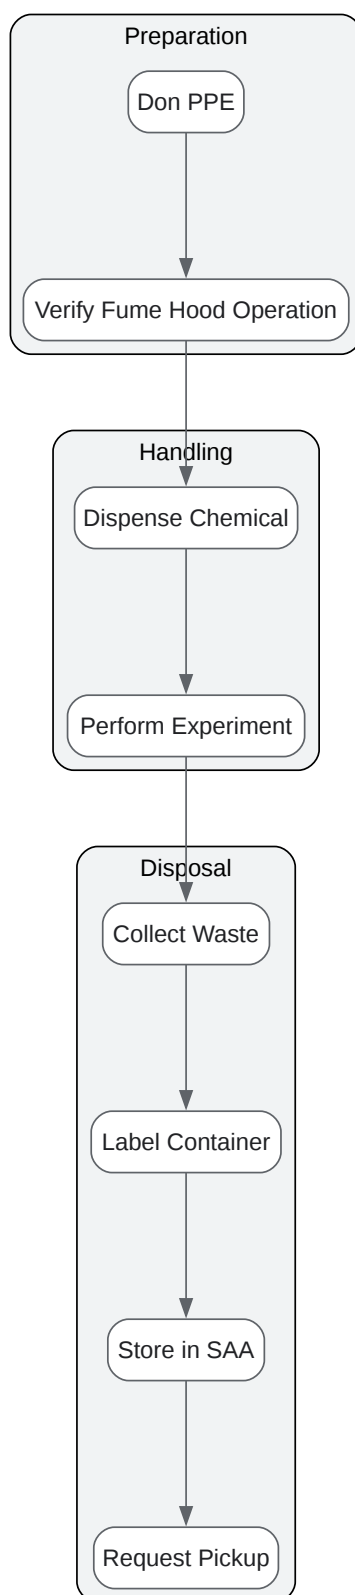 Preparation
Don PPE
Verify Fume Hood Operation
Handling
Dispense Chemical
Perform Experiment
Disposal
Collect Waste
Label Container
Store in SAA
Request Pickup